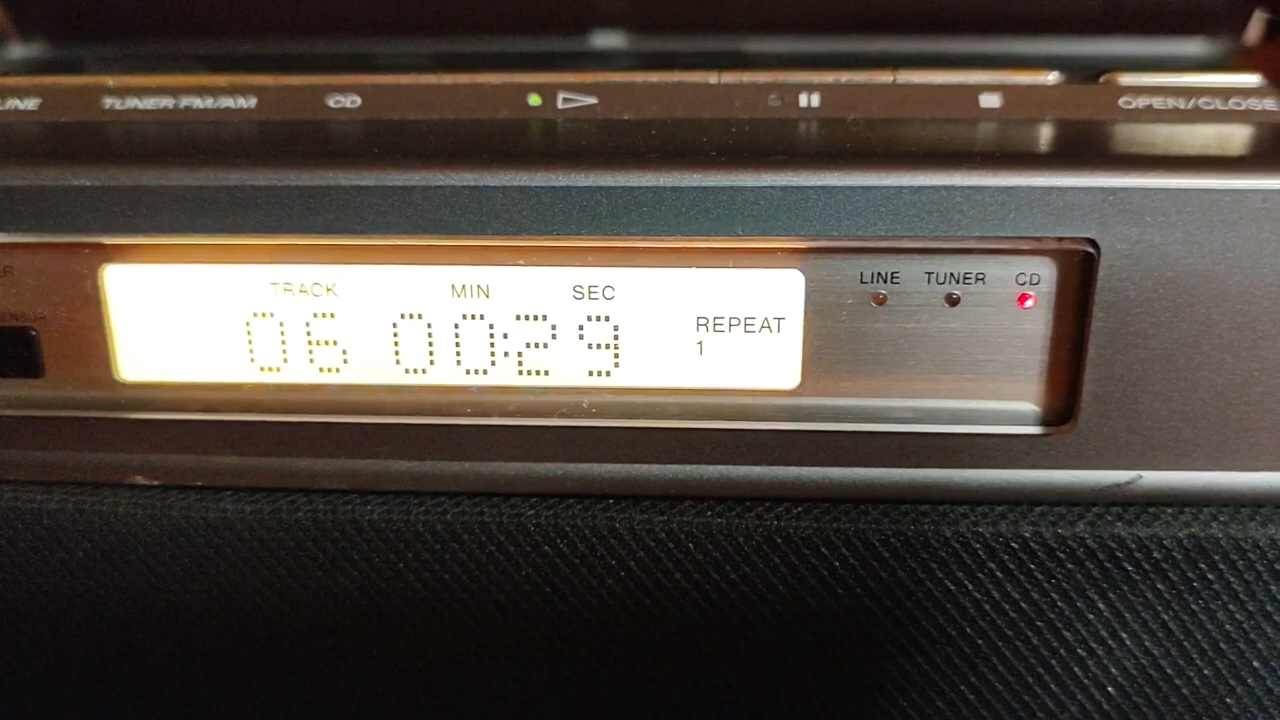 LINE TUNER FM/AM CD OPEN/CLOSE
LINE TUNER CD
TRACK MIN SEC
06 00:29
REPEAT
1